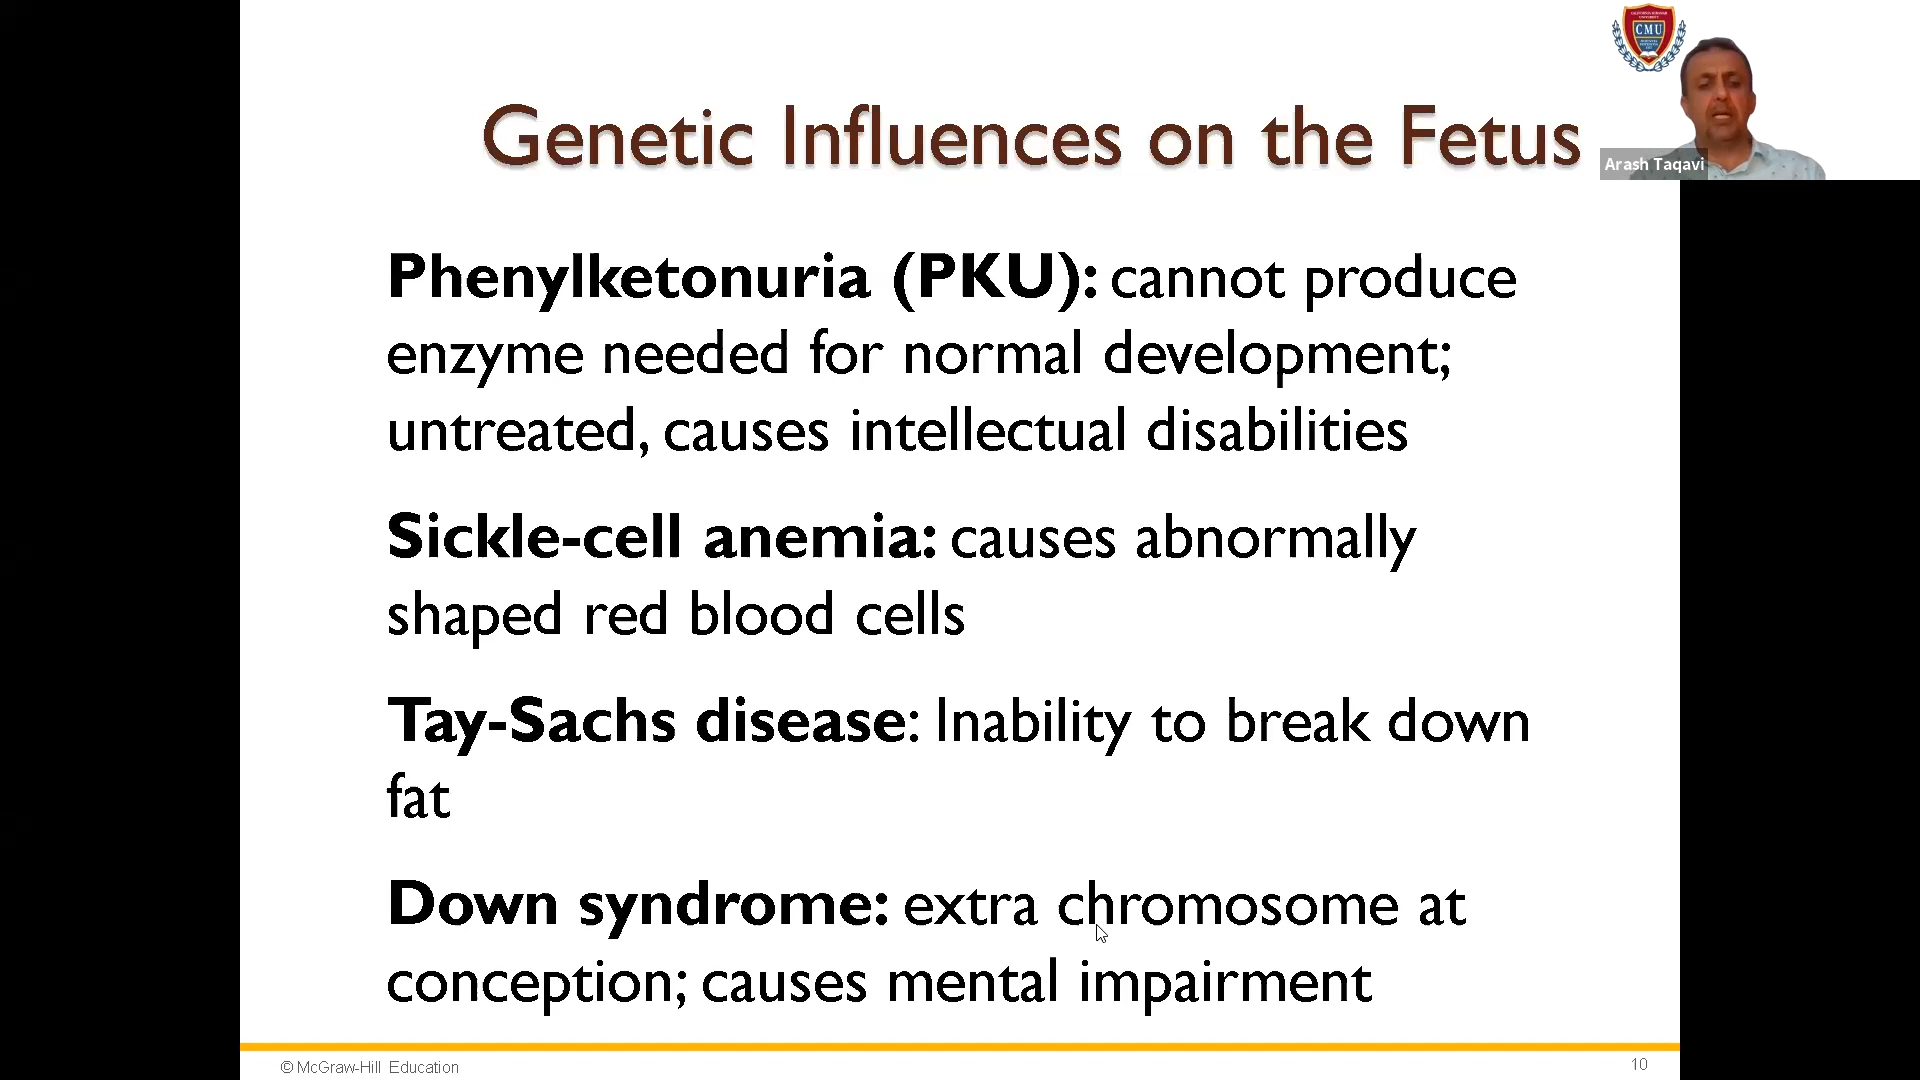 CMU
Genetic Influences on the Fetus
Arash Taqavi
Phenylketonuria (PKU): cannot produce
enzyme needed for normal development;
untreated, causes intellectual disabilities
Sickle-cell anemia: causes abnormally
shaped red blood cells
Tay-Sachs disease: Inability to break down
fat
Down syndrome: extra chromosome at
conception; causes mental impairment
© McGraw-Hill Education
10